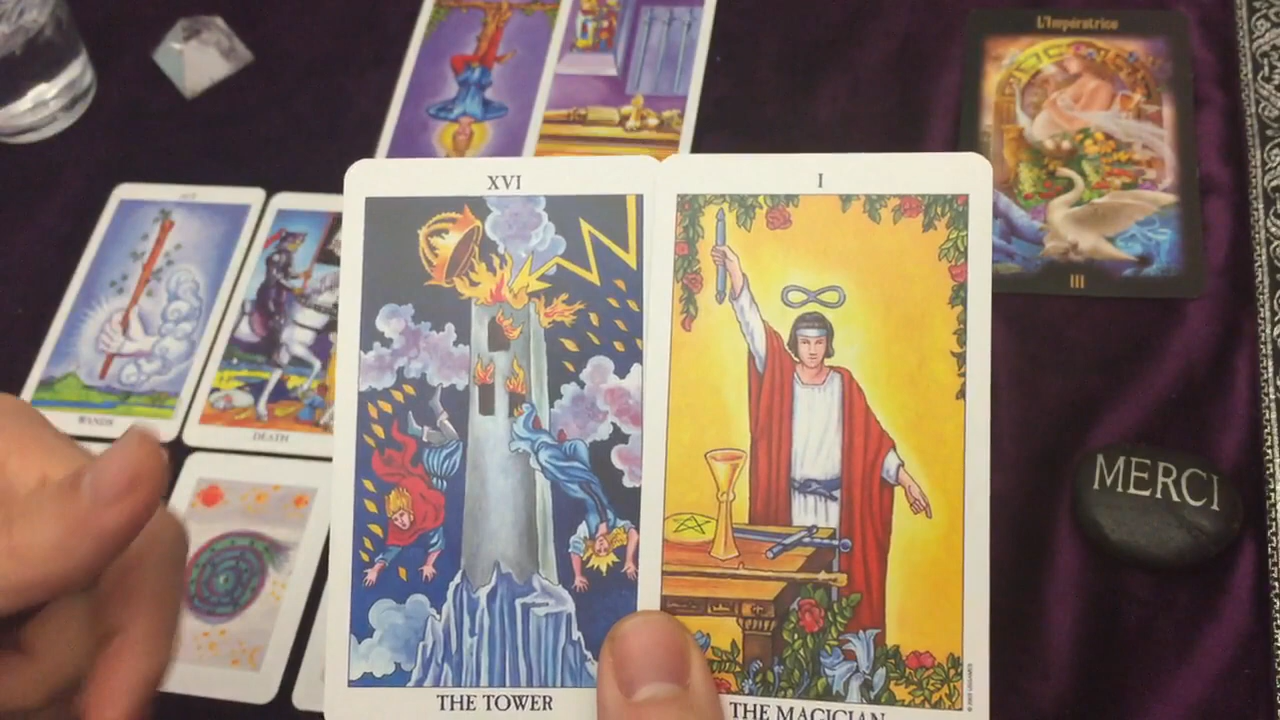 L'Impératrice
III
XVI
I
WANDS
DEATH
MERCI
THE TOWER
THE MAGICIAN